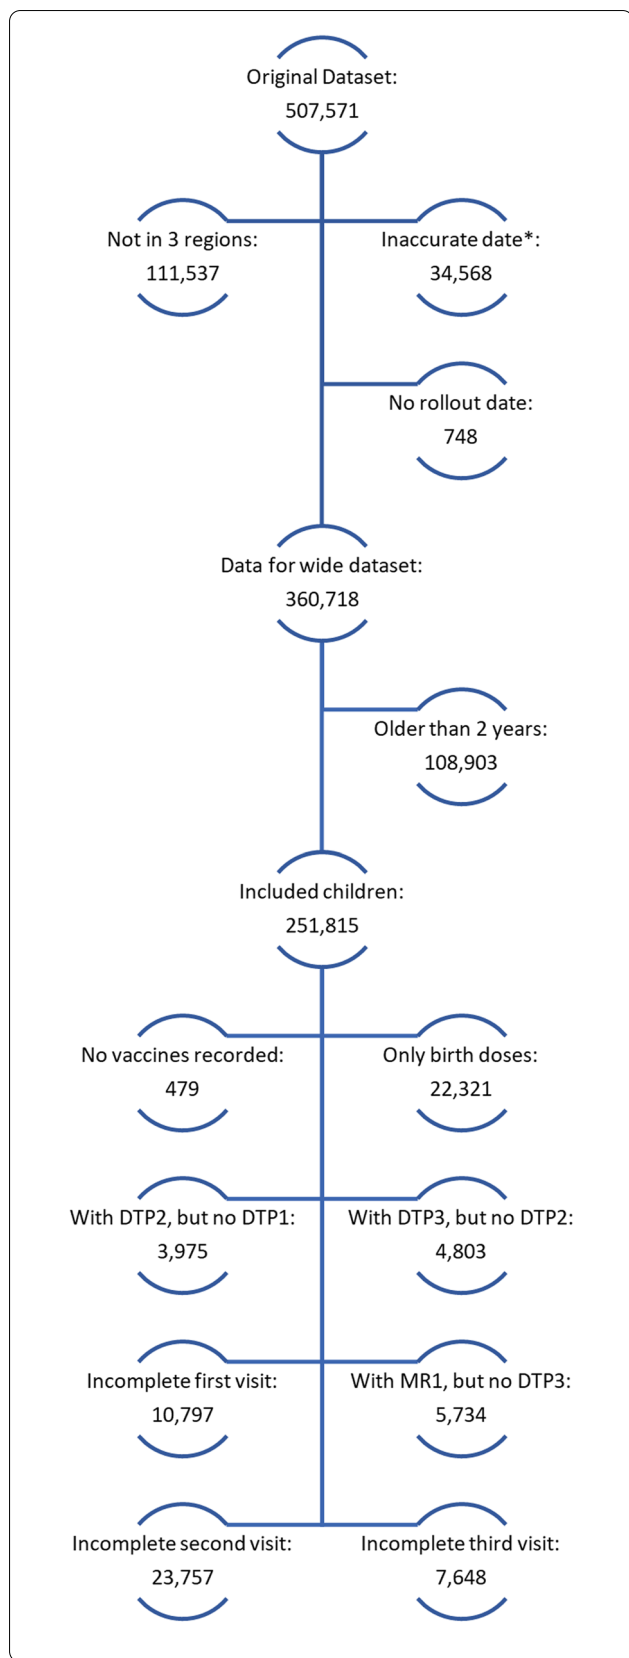 Original Dataset:
507,571
Not in 3 regions:
111,537
Inaccurate date*:
34,568
No rollout date:
748
Data for wide dataset:
360,718
Older than 2 years:
108,903
Included children:
251,815
No vaccines recorded:
479
Only birth doses:
22,321
With DTP2, but no DTP1:
3,975
With DTP3, but no DTP2:
4,803
Incomplete first visit:
10,797
With MR1, but no DTP3:
5,734
Incomplete second visit:
23,757
Incomplete third visit:
7,648